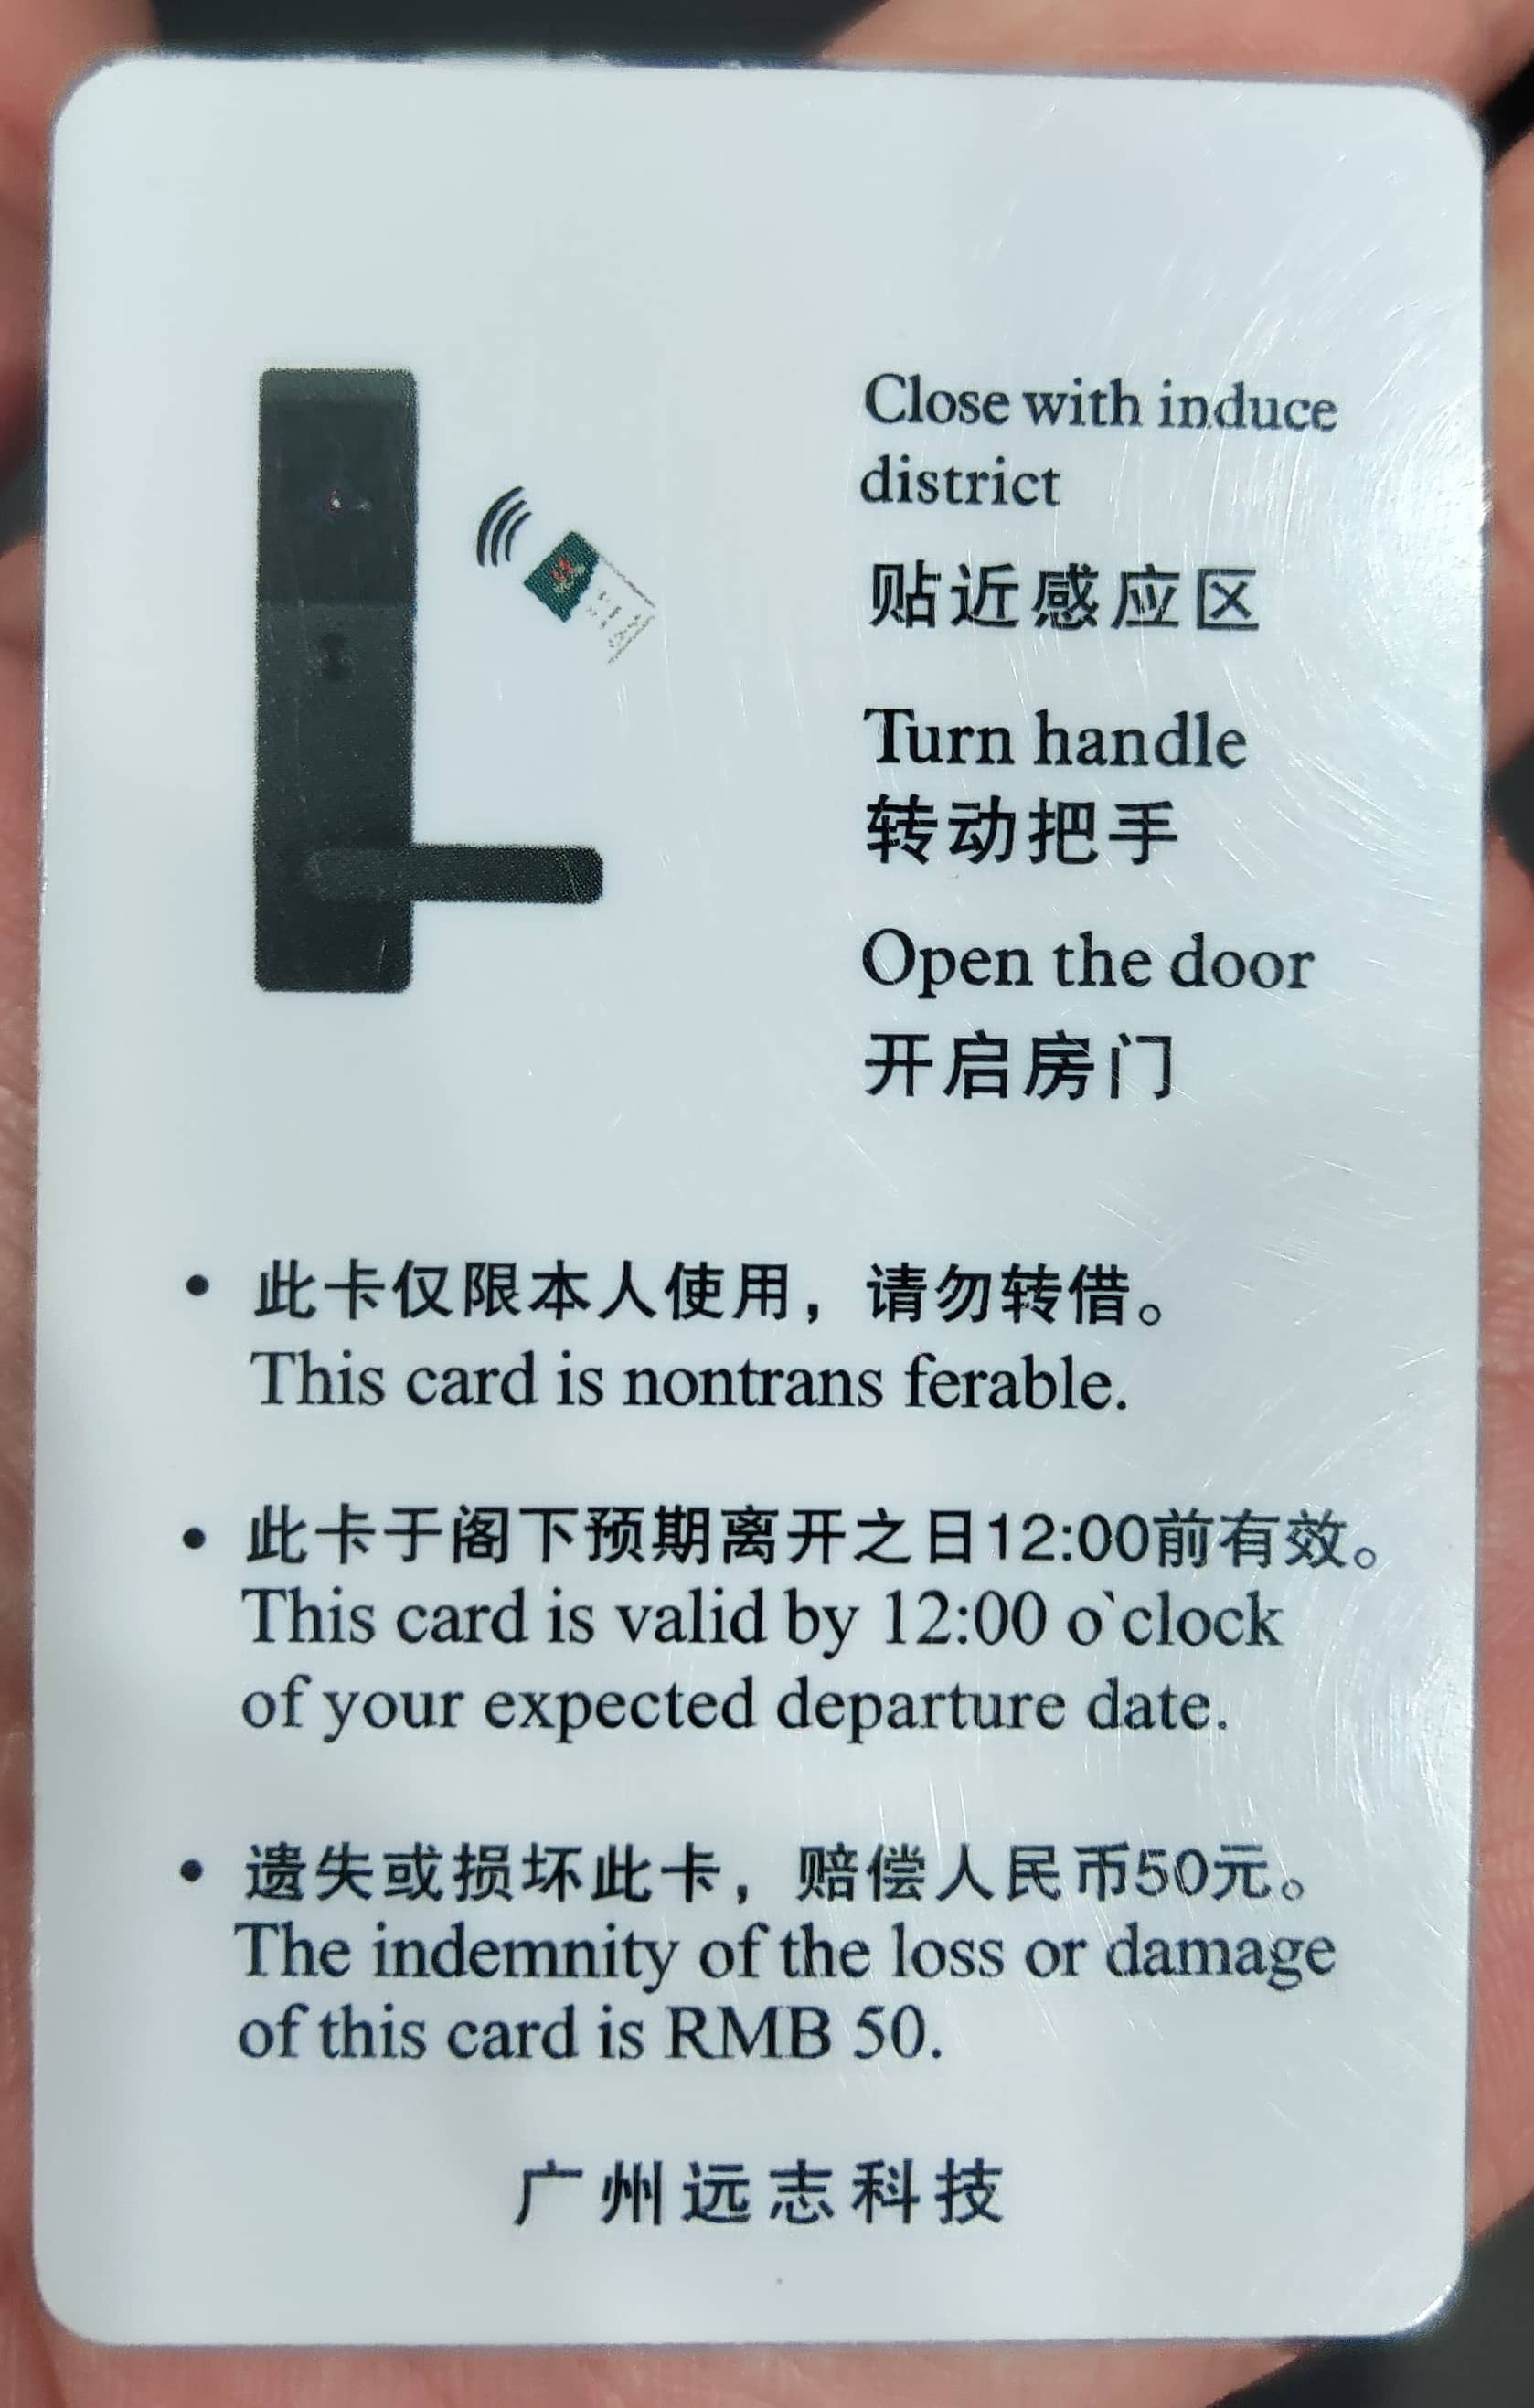 Close with induce
district
贴近感应区
Turn handle
转动把手
Open the door
开启房门
• 此卡仅限本人使用，请勿转借。
This card is nontrans ferable.
• 此卡于阁下预期离开之日12:00前有效。
This card is valid by 12:00 o`clock
of your expected departure date.
• 遗失或损坏此卡，赔偿人民币50元。
The indemnity of the loss or damage
of this card is RMB 50.
广州远志科技